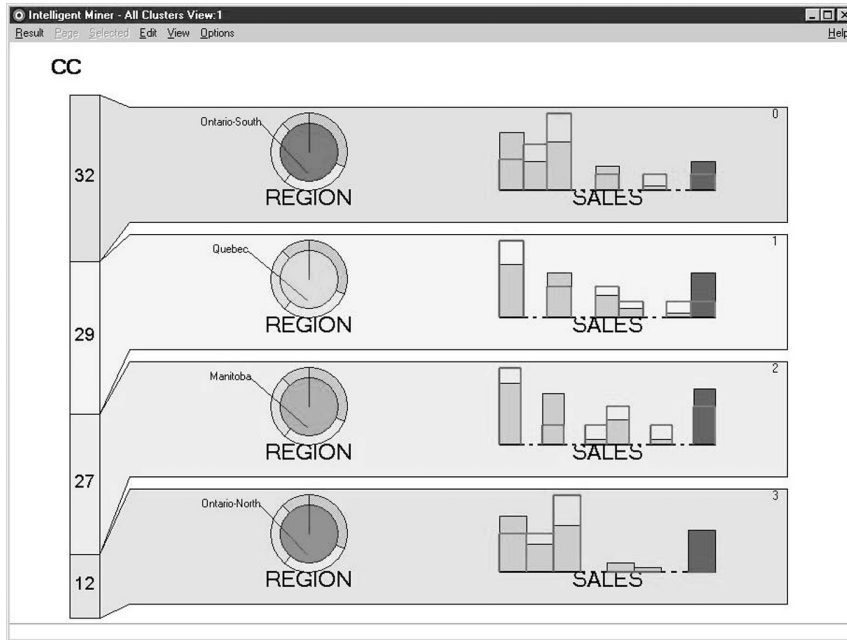 Intelligent Miner - All Clusters View:1
Result Page Selected Edit View Options Help
CC
32
Ontario-South
REGION
SALES
0
29
Quebec
REGION
SALES
1
27
Manitoba
REGION
SALES
2
12
Ontario-North
REGION
SALES
3